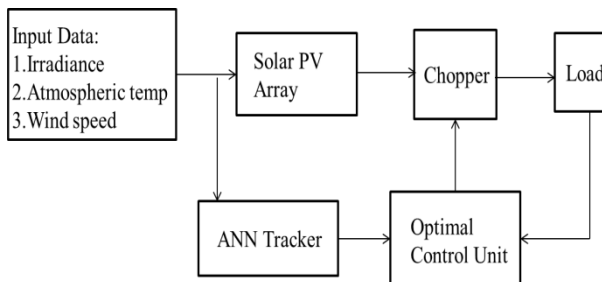 Input Data:
1.Irradiance
2.Atmospheric temp
3.Wind speed
Solar PV
Array
Chopper
Load
ANN Tracker
Optimal
Control Unit